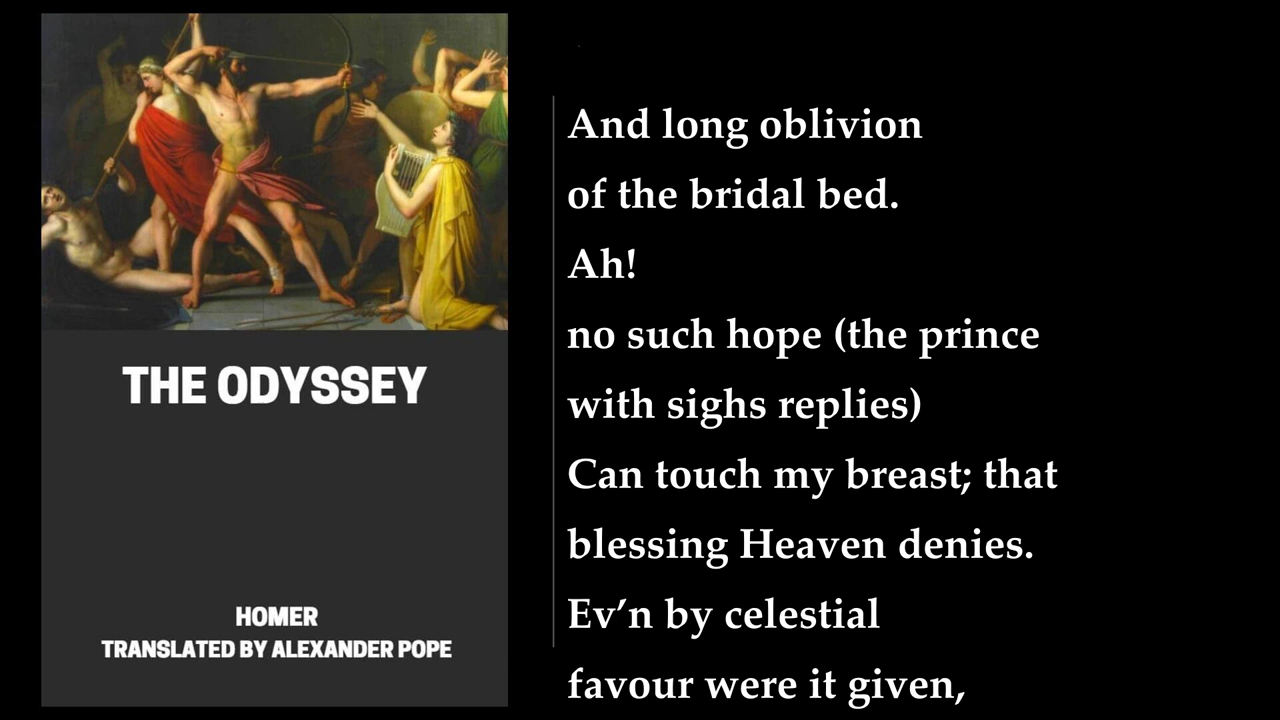 THE ODYSSEY
HOMER
TRANSLATED BY ALEXANDER POPE
And long oblivion
of the bridal bed.
Ah!
no such hope (the prince
with sighs replies)
Can touch my breast; that
blessing Heaven denies.
Ev’n by celestial
favour were it given,